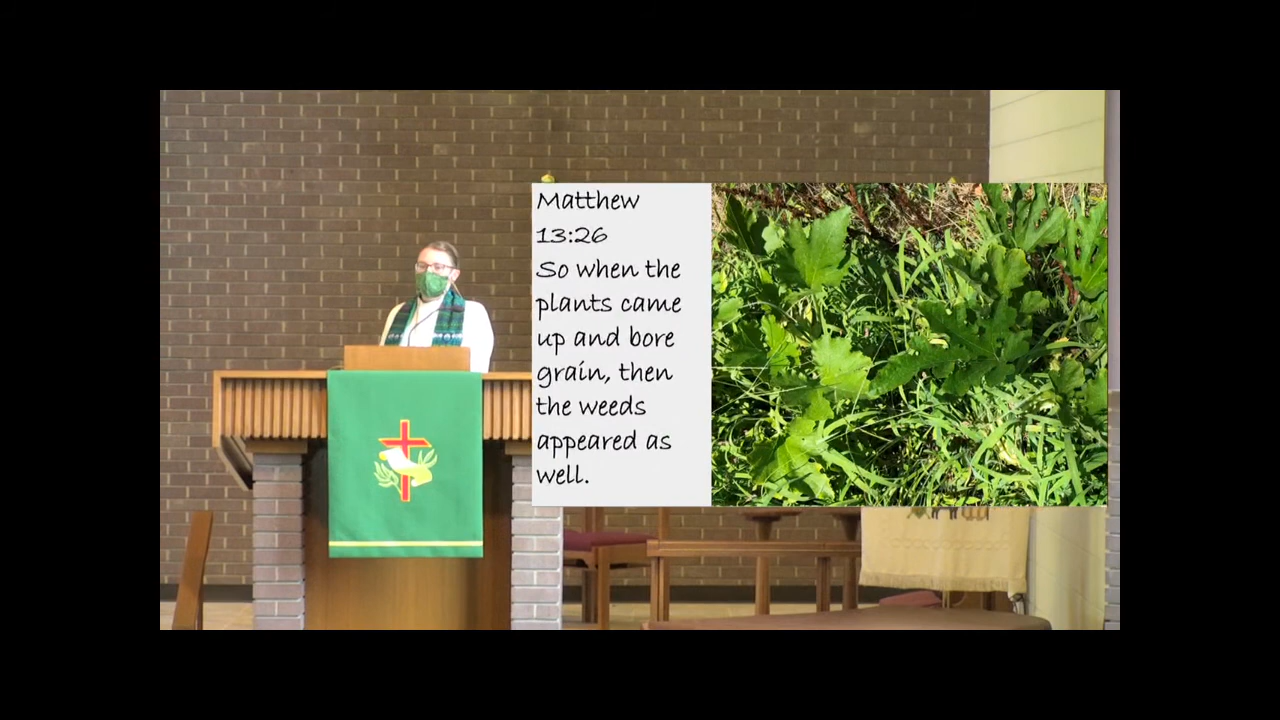 Matthew
13:26
So when the
plants came
up and bore
grain, then
the weeds
appeared as
well.